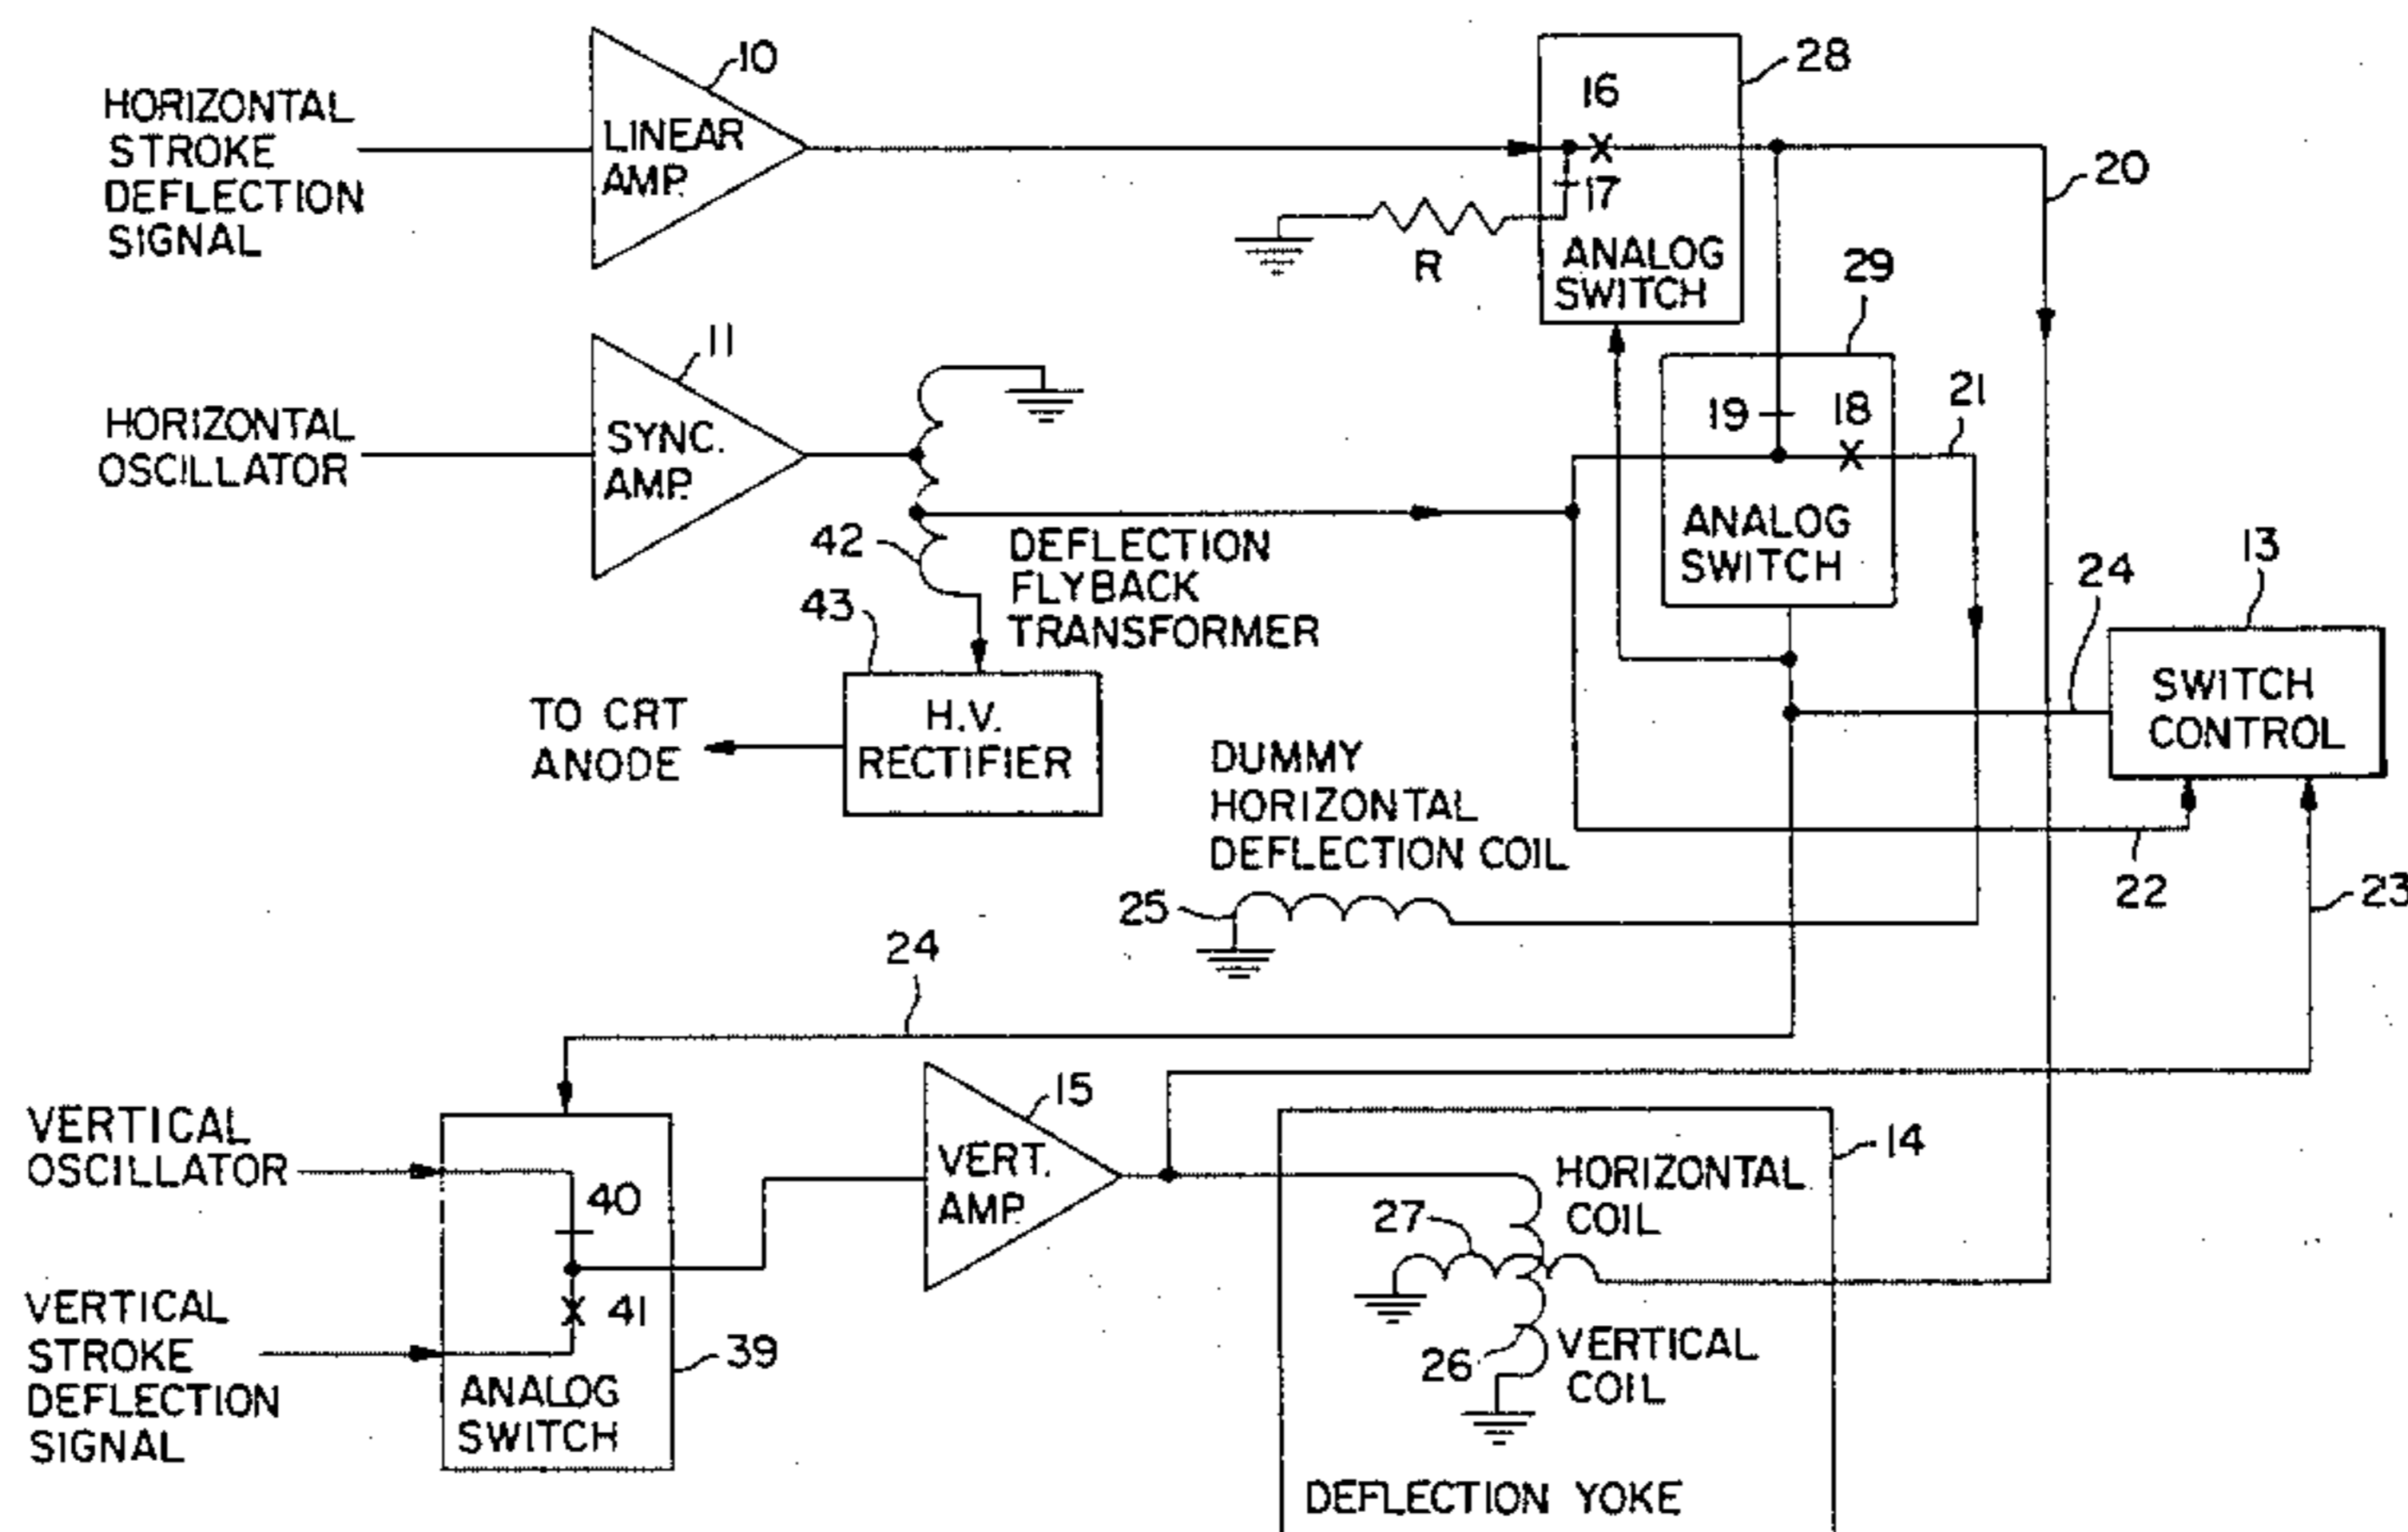 HORIZONTAL
STROKE
DEFLECTION
SIGNAL
LINEAR
AMP.
10
16
17
R
ANALOG
SWITCH
28
20
HORIZONTAL
OSCILLATOR
SYNC.
AMP.
11
29
19
18
21
ANALOG
SWITCH
42
DEFLECTION
FLYBACK
TRANSFORMER
43
H.V.
RECTIFIER
TO CRT
ANODE
24
13
SWITCH
CONTROL
DUMMY
HORIZONTAL
DEFLECTION COIL
25
22
23
24
VERTICAL
OSCILLATOR
40
41
VERTICAL
STROKE
DEFLECTION
SIGNAL
ANALOG
SWITCH
39
VERT.
AMP.
15
14
HORIZONTAL
COIL
27
26
VERTICAL
COIL
DEFLECTION YOKE